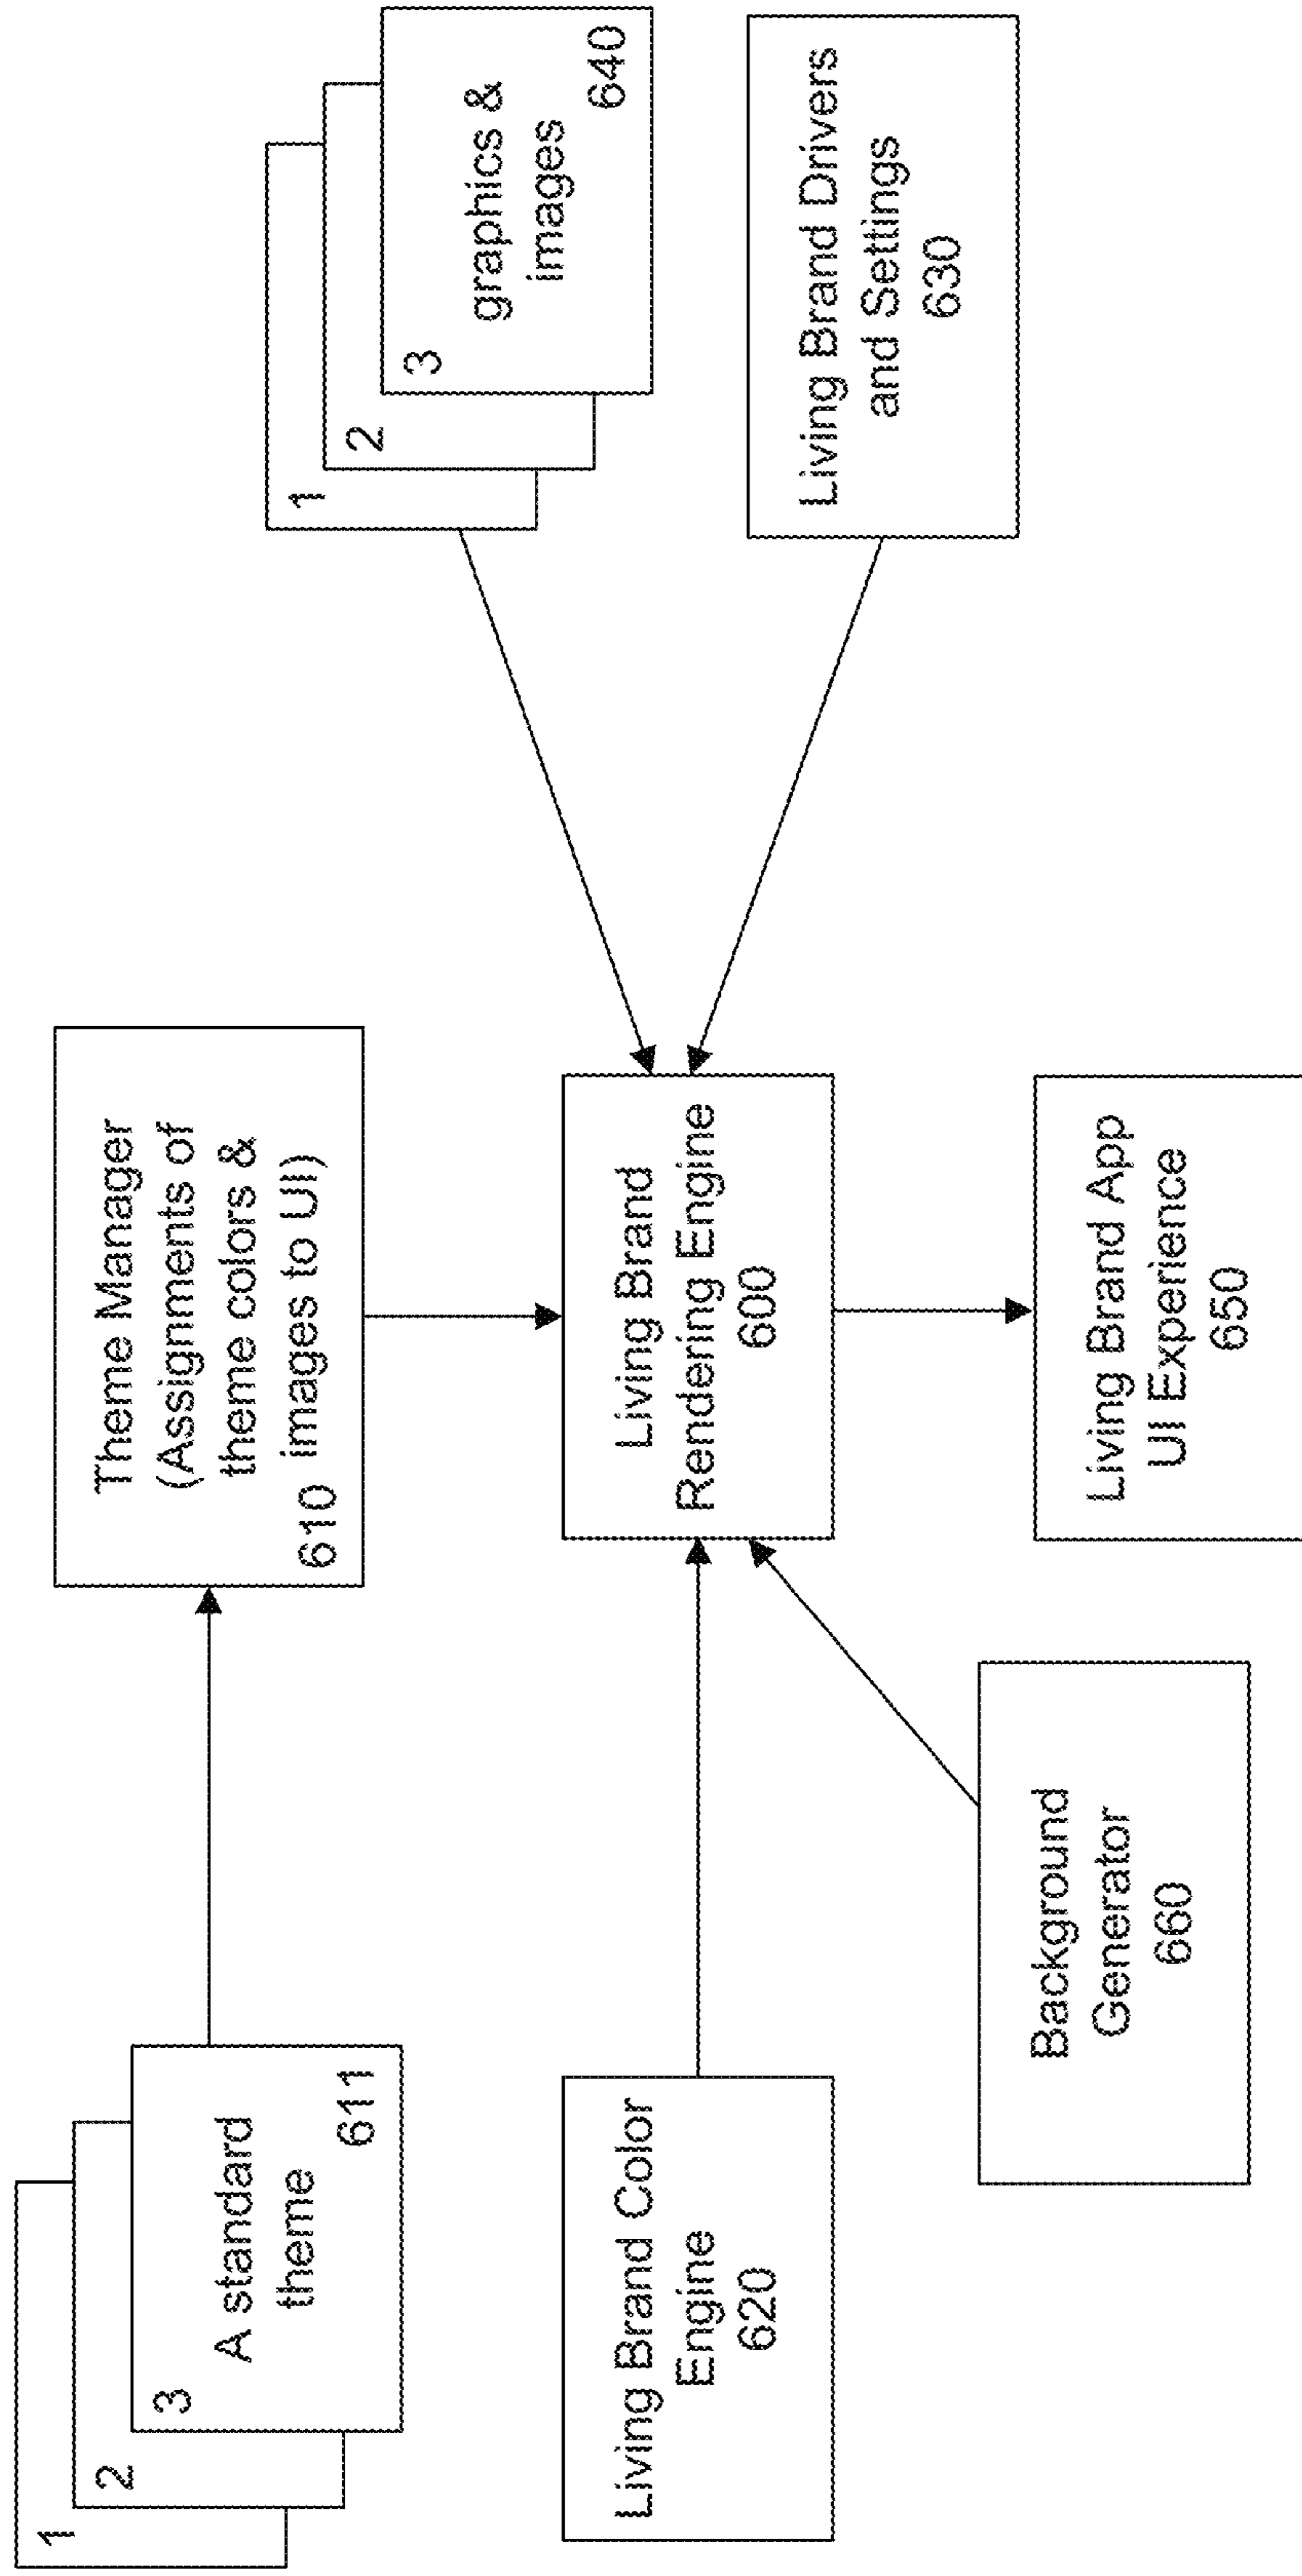 1
2
3
A standard
theme
611
Theme Manager
(Assignments of
theme colors &
images to UI)
610
1
2
3
graphics &
images
640
Living Brand Color
Engine
620
Living Brand
Rendering Engine
600
Living Brand Drivers
and Settings
630
Background
Generator
660
Living Brand App
UI Experience
650